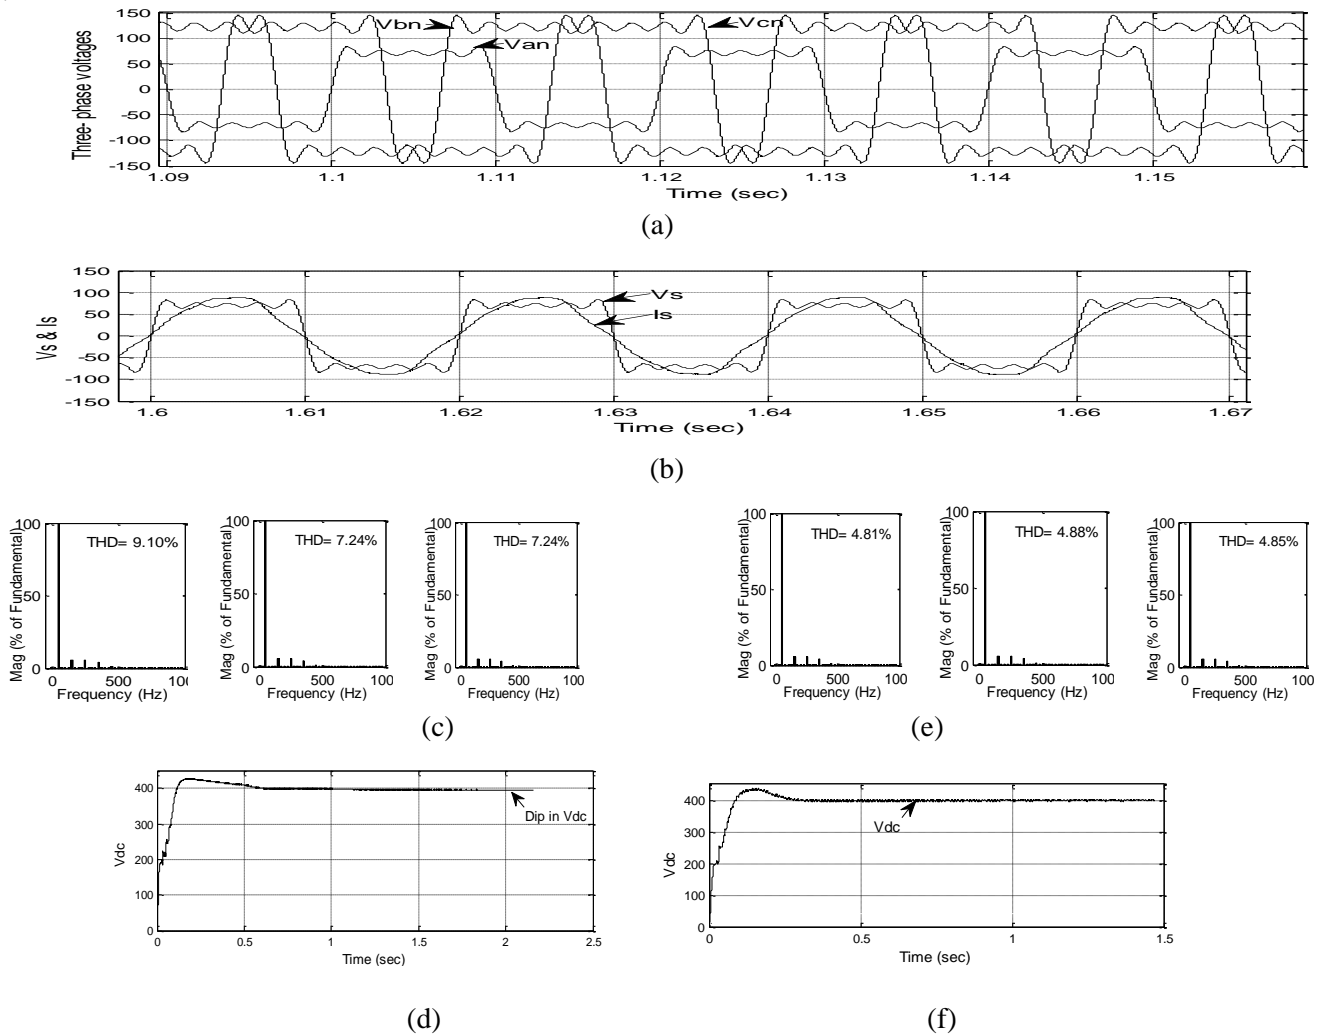 150
Vbn
Vcn
100
Van
50
0
-50
-100
150
1.09 1.1 1.11 1.12 1.13 1.14 1.15
Three- phase voltages
Time (sec)
(a)
150
100
Vs
50
Is
0
-50
-100
-150
1.6 1.61 1.62 1.63 1.64 1.65 1.66 1.67
Vs & Is
Time (sec)
(b)
100
THD= 9.10%
50
0
0 500 100
Mag (% of Fundamental)
Frequency (Hz)
100
THD= 7.24%
50
0
0 500 100
Mag (% of Fundamental)
Frequency (Hz)
100
THD= 7.24%
50
0
0 500 100
Mag (% of Fundamental)
Frequency (Hz)
(c)
100
THD= 4.81%
50
0
0 500 100
Mag (% of Fundamental)
Frequency (Hz)
100
THD= 4.88%
50
0
0 500 100
Mag (% of Fundamental)
Frequency (Hz)
100
THD= 4.85%
50
0
0 500 100
Mag (% of Fundamental)
Frequency (Hz)
(e)
400
300
200
100
0
0 0.5 1 1.5 2 2.5
Vdc
Dip in Vdc
Time (sec)
(d)
400
300
200
100
0
0 0.5 1 1.5
Vdc
Vdc
Time (sec)
(f)